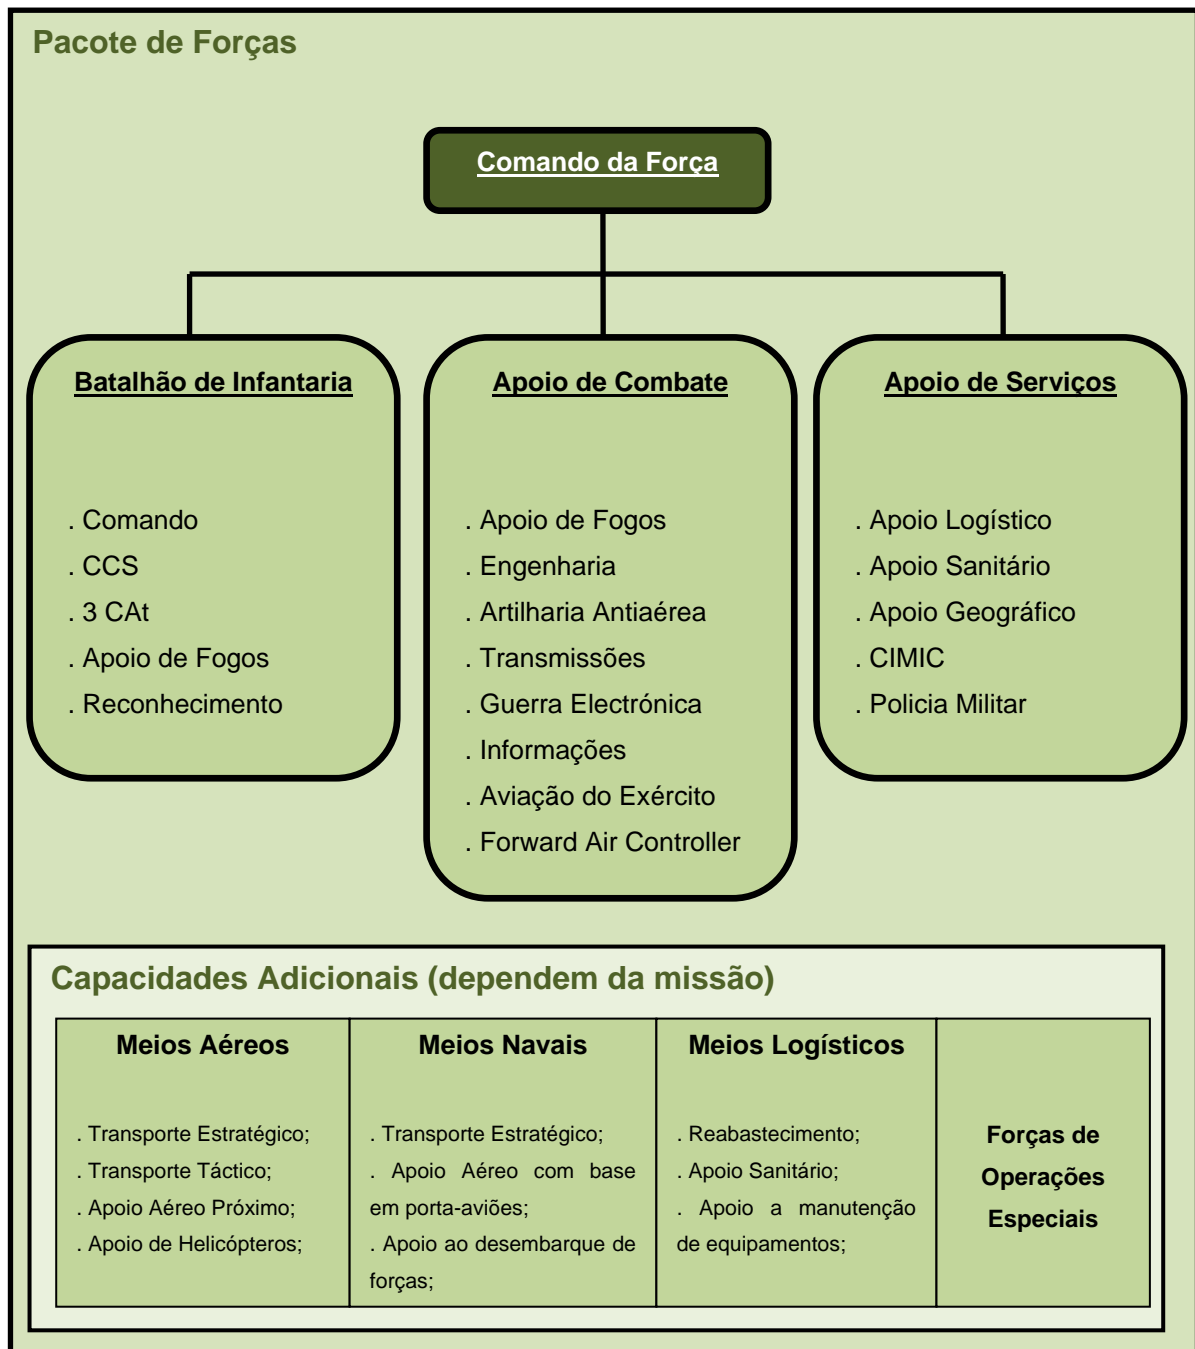 Pacote de Forças
Comando da Força
Batalhão de Infantaria
. Comando
. CCS
. 3 CAt
. Apoio de Fogos
. Reconhecimento
Apoio de Combate
. Apoio de Fogos
. Engenharia
. Artilharia Antiaérea
. Transmissões
. Guerra Electrónica
. Informações
. Aviação do Exército
. Forward Air Controller
Apoio de Serviços
. Apoio Logístico
. Apoio Sanitário
. Apoio Geográfico
. CIMIC
. Policia Militar
Capacidades Adicionais (dependem da missão)
Meios Aéreos
. Transporte Estratégico;
. Transporte Táctico;
. Apoio Aéreo Próximo;
. Apoio de Helicópteros;
Meios Navais
. Transporte Estratégico;
. Apoio Aéreo com base
em porta-aviões;
. Apoio ao desembarque de
forças;
Meios Logísticos
. Reabastecimento;
. Apoio Sanitário;
. Apoio a manutenção
de equipamentos;
Forças de
Operações
Especiais